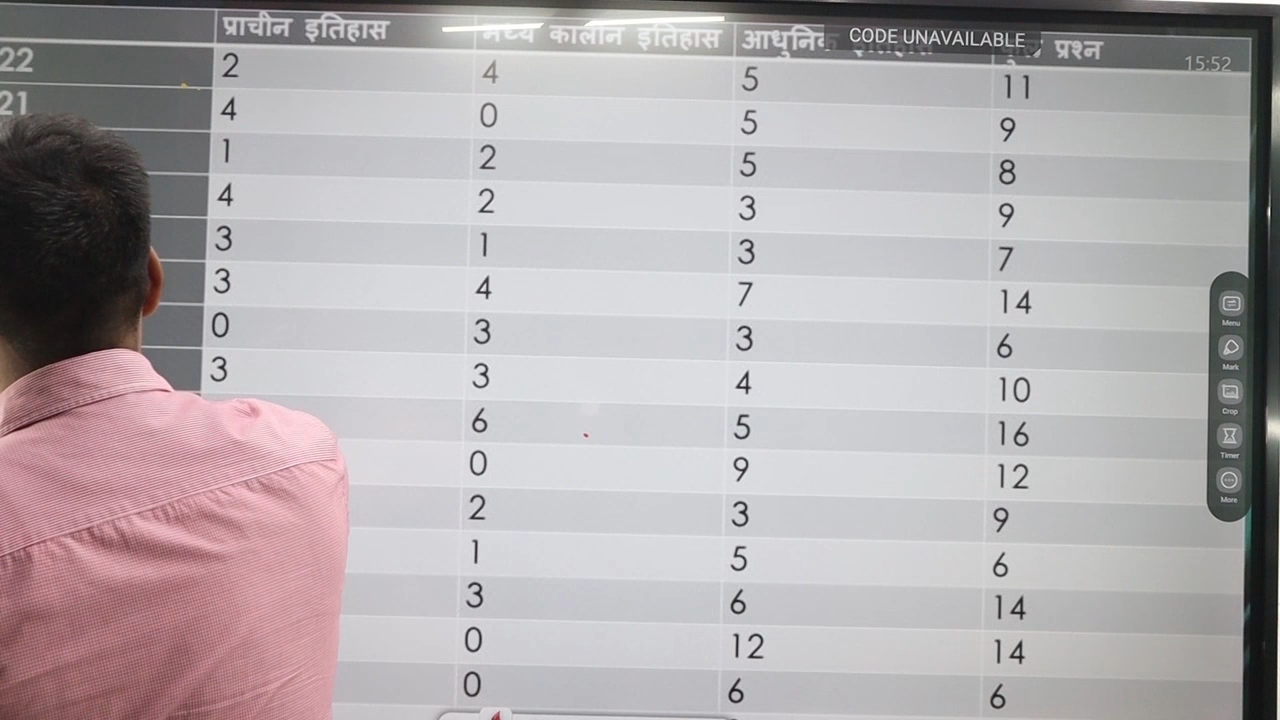 प्राचीन इतिहास मध्य कालीन इतिहास आधुनिक CODE UNAVAILABLE प्रश्न
15:52
22 2 4 5 11
21 4 0 5 9
1 2 5 8
4 2 3 9
3 1 3 7
3 4 7 14
0 3 3 6
3 3 4 10
6 5 16
0 9 12
2 3 9
1 5 6
3 6 14
0 12 14
0 6 6
Menu
Mark
Crop
Timer
More